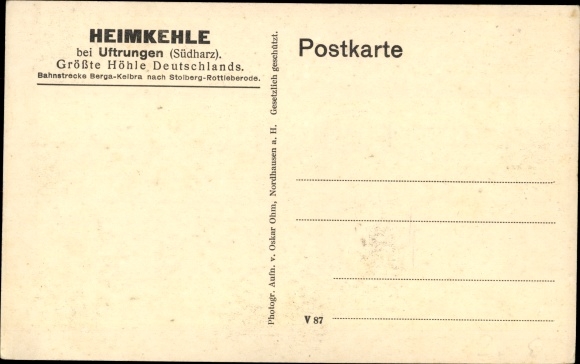 HEIMKEHLE
bei Uftrungen (Südharz).
Größte Höhle Deutschlands.
Bahnstrecke Berga-Kelbra nach Stolberg-Rottleberode.
Photogr. Aufn. v. Oskar Ohm, Nordhausen a. H. Gesetzlich geschützt.
Postkarte
V 87